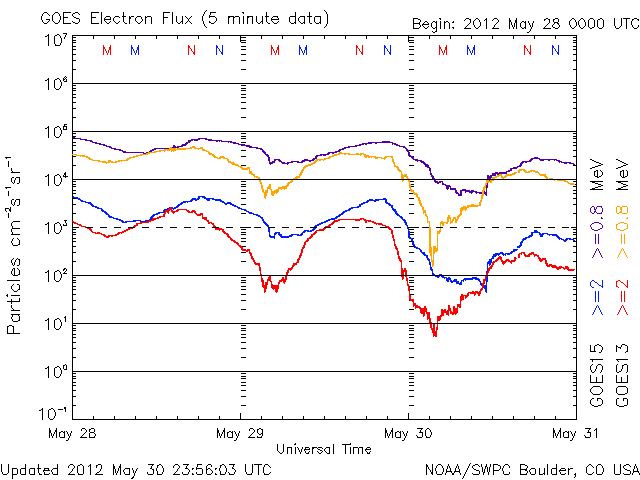 GOES Electron Flux (5 minute data)
Begin: 2012 May 28 0000 UTC
M M N N M M N N M M N N
10⁷
10⁶
10⁵
10⁴
10³
10²
10¹
10⁰
10⁻¹
Particles cm⁻²s⁻¹sr⁻¹
May 28 May 29 May 30 May 31
Universal Time
GOES15 >=2 >=0.8 MeV
GOES13 >=2 >=0.8 MeV
Updated 2012 May 30 23:56:03 UTC
NOAA/SWPC Boulder, CO USA